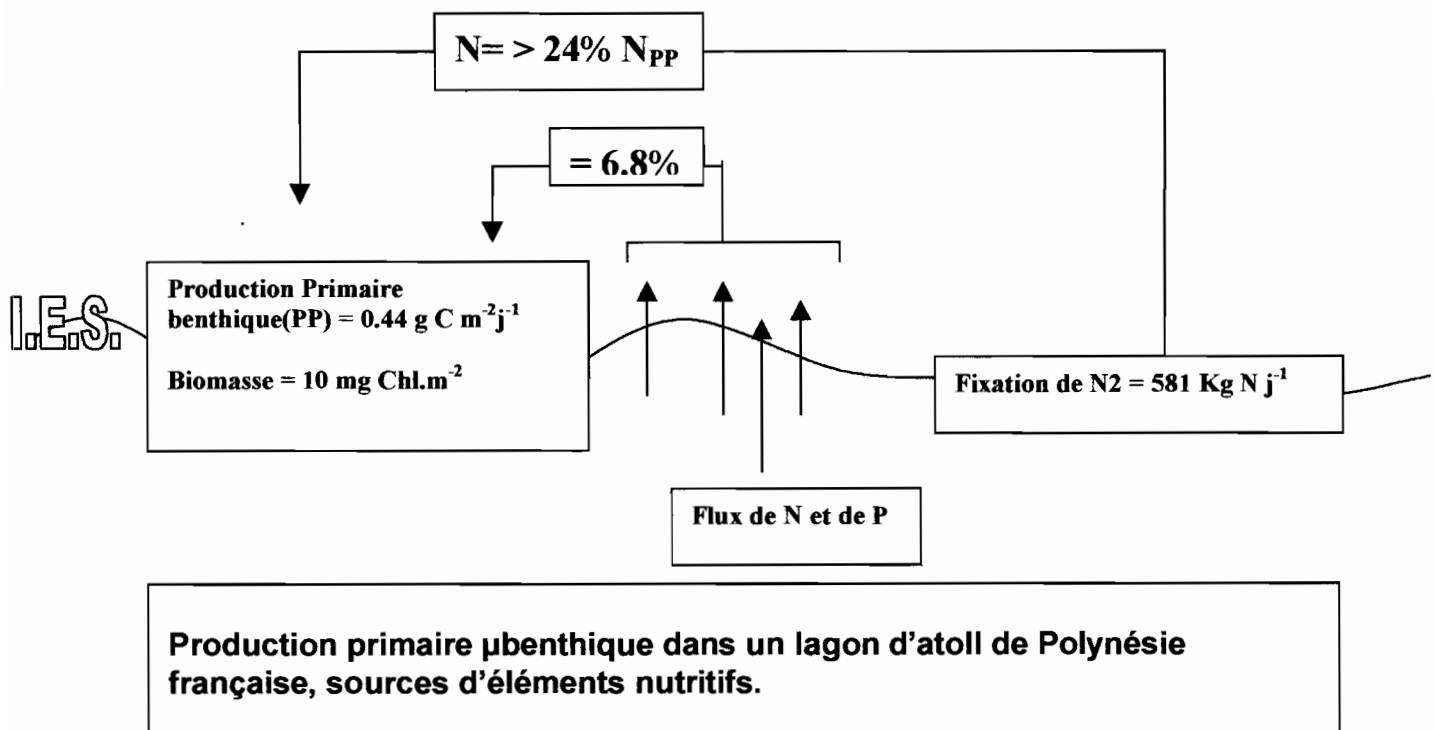 N= > 24% N_PP
= 6.8%
I.E.S.
Production Primaire
benthique(PP) = 0.44 g C m⁻²j⁻¹
Biomasse = 10 mg Chl.m⁻²
Fixation de N2 = 581 Kg N j⁻¹
Flux de N et de P
Production primaire µbenthique dans un lagon d'atoll de Polynésie
française, sources d'éléments nutritifs.